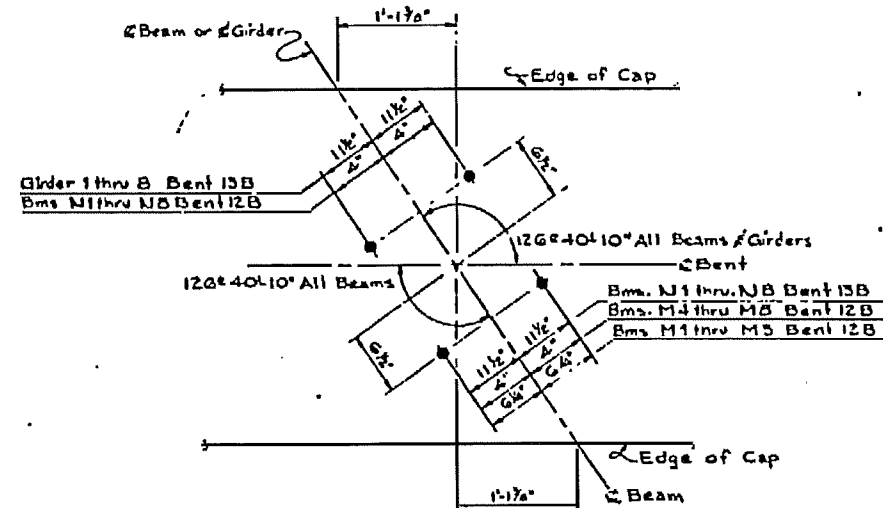 1'-1⅞"
℄ Beam or ℄ Girder
Edge of Cap
11½" 11½"
4" 4"
6½"
Girder 1 thru 8 Bent 13B
Bms N1 thru N8 Bent 12B
126°-40'-10" All Beams & Girders
℄ Bent
126°-40'-10" All Beams
Bms. N1 thru. N8 Bent 13B
Bms. M4 thru M8 Bent 12B
Bms M1 thru M3 Bent 12B
6½"
11½" 11½"
4" 4"
6¼" 6¼"
Edge of Cap
1'-1⅞"
℄ Beam